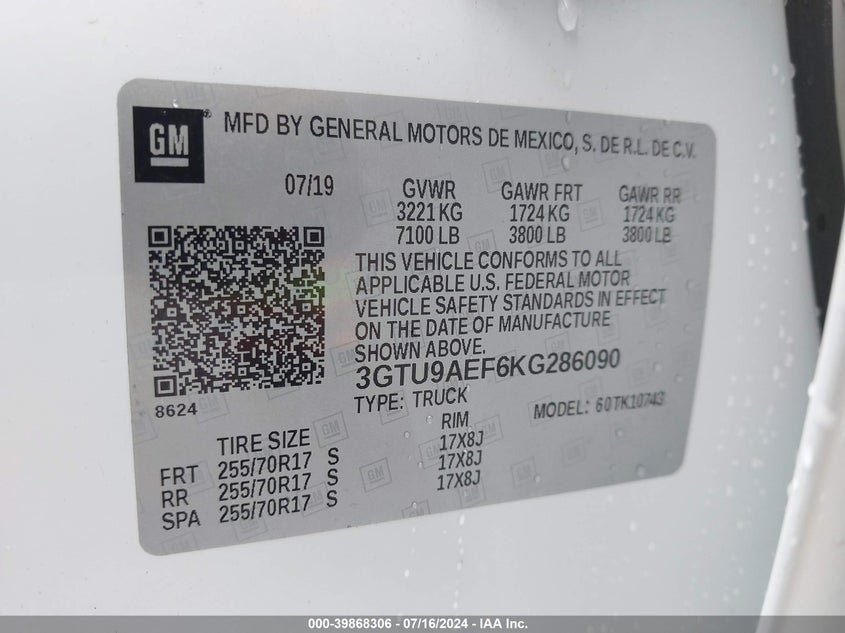 GM
® MFD BY GENERAL MOTORS DE MEXICO, S. DE R.L. DE C.V.
07/19 GVWR GAWR FRT GAWR RR
3221 KG 1724 KG 1724 KG
7100 LB 3800 LB 3800 LB
THIS VEHICLE CONFORMS TO ALL
APPLICABLE U.S. FEDERAL MOTOR
VEHICLE SAFETY STANDARDS IN EFFECT
ON THE DATE OF MANUFACTURE
SHOWN ABOVE.
3GTU9AEF6KG286090
8624
TYPE: TRUCK MODEL: 60TK10743
TIRE SIZE RIM
FRT 255/70R17 S 17X8J
RR 255/70R17 S 17X8J
SPA 255/70R17 S 17X8J
000-39868306 - 07/16/2024 - IAA Inc.